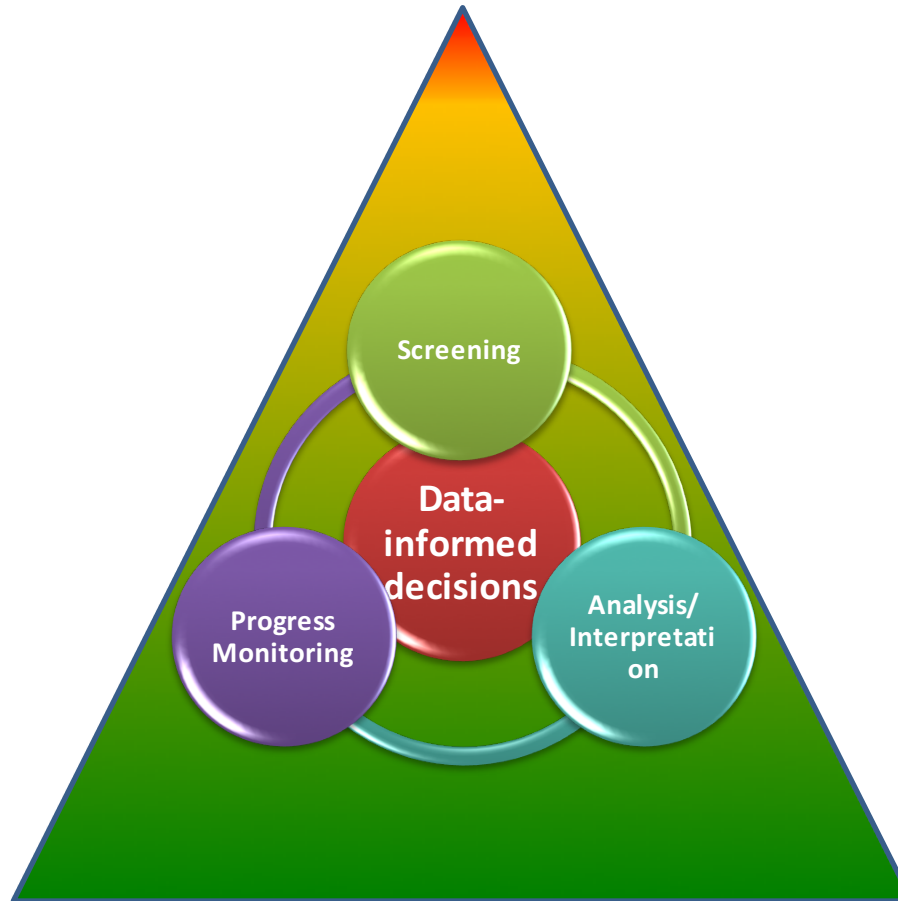 Screening
Data-
informed
decisions
Progress
Monitoring
Analysis/
Interpretati
on